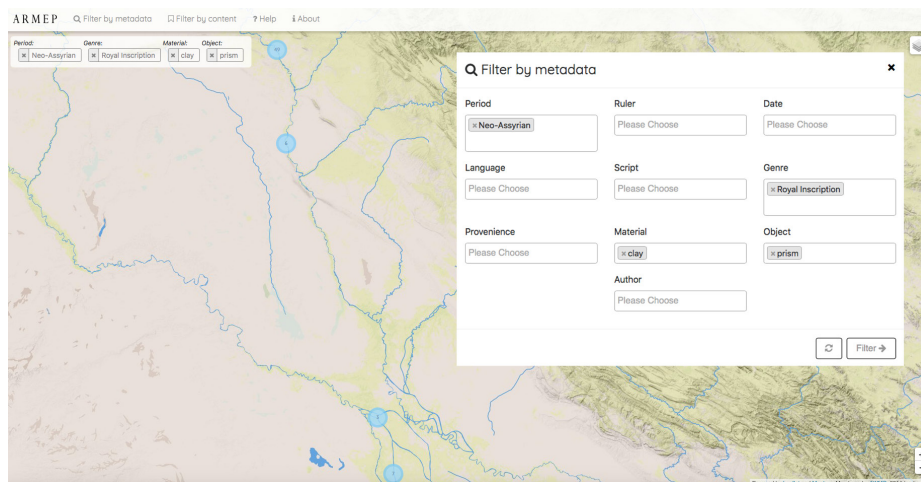 ARMEP Filter by metadata Filter by content ? Help i About
Period: Genre: Material: Object:
× Neo-Assyrian × Royal Inscription × clay × prism
Filter by metadata ×
Period Ruler Date
× Neo-Assyrian Please Choose Please Choose
Language Script Genre
Please Choose Please Choose × Royal Inscription
Provenience Material Object
Please Choose × clay × prism
Author
Please Choose
Filter →